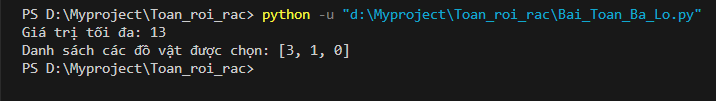 PS D:\Myproject\Toan_roi_rac> python -u "d:\Myproject\Toan_roi_rac\Bai_Toan_Ba_Lo.py"
Giá trị tối đa: 13
Danh sách các đồ vật được chọn: [3, 1, 0]
PS D:\Myproject\Toan_roi_rac>